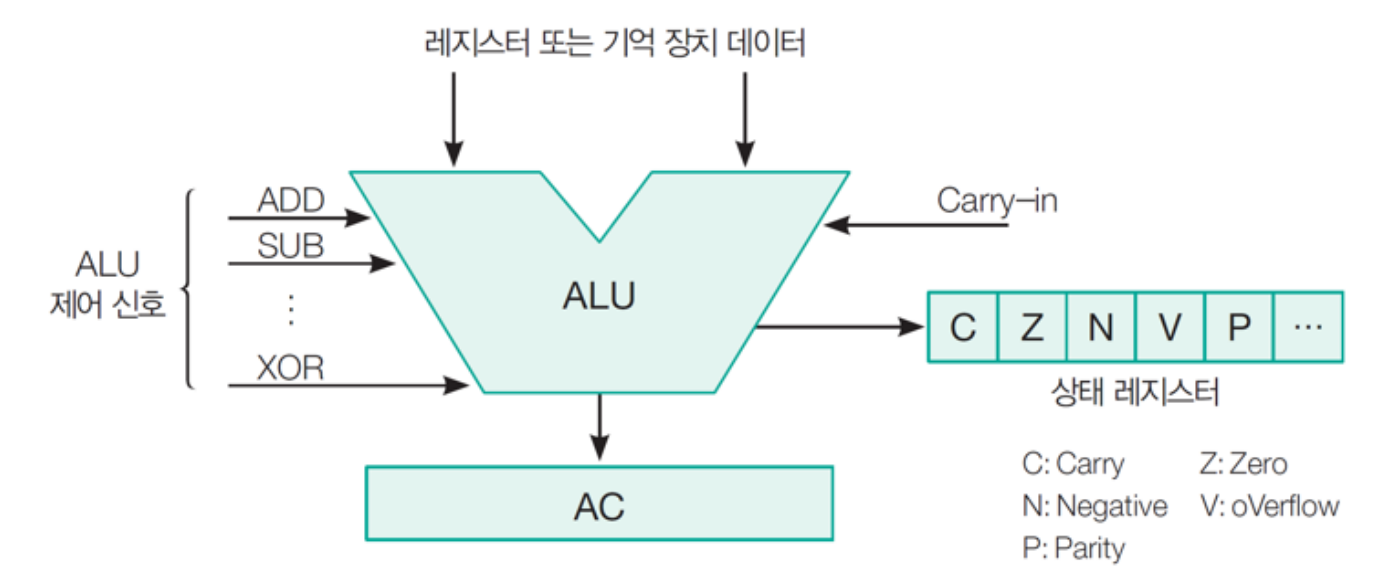 레지스터 또는 기억 장치 데이터
ADD
SUB
⋮
XOR
ALU
제어 신호
ALU
Carry-in
C Z N V P ⋯
상태 레지스터
AC
C: Carry Z: Zero
N: Negative V: oVerflow
P: Parity